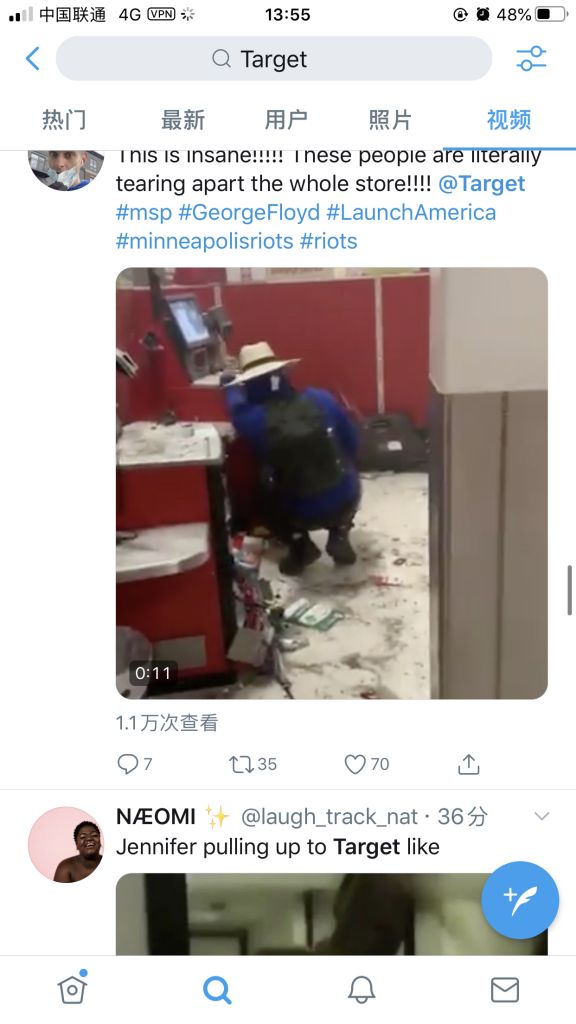 中国联通 4G VPN 13:55 48%
Target
热门 最新 用户 照片 视频
This is insane!!!!! These people are literally
tearing apart the whole store!!!! @Target
#msp #GeorgeFloyd #LaunchAmerica
#minneapolisriots #riots
0:11
1.1万次查看
7 35 70
NÆOMI ✨ @laugh_track_nat · 36分
Jennifer pulling up to Target like